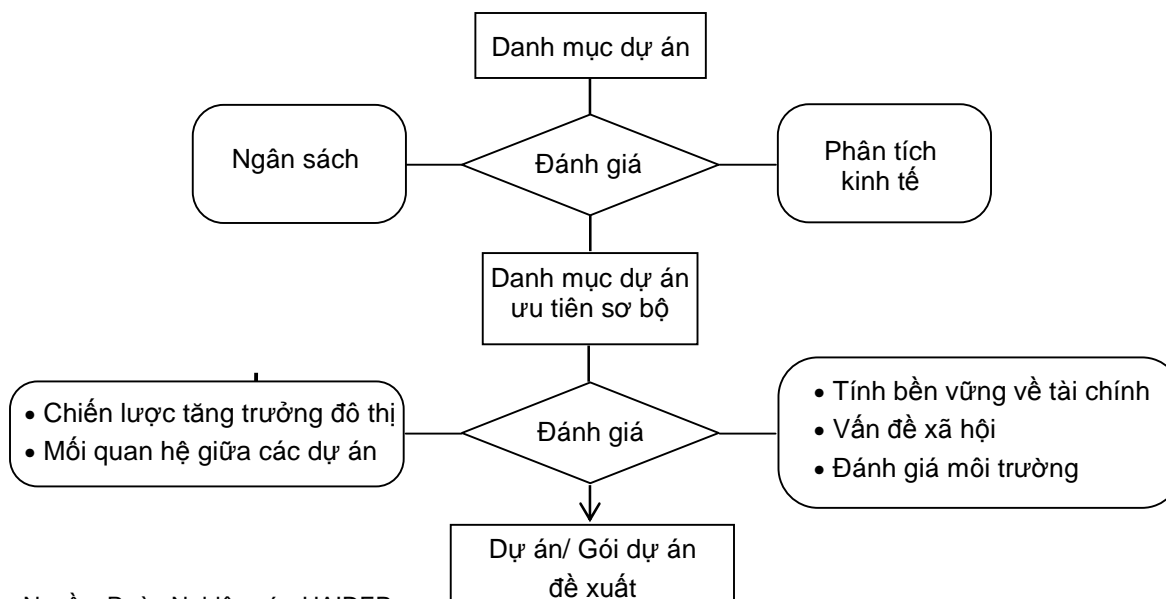 Danh mục dự án
Ngân sách
Đánh giá
Phân tích
kinh tế
Danh mục dự án
ưu tiên sơ bộ
• Chiến lược tăng trưởng đô thị
• Mối quan hệ giữa các dự án
Đánh giá
• Tính bền vững về tài chính
• Vấn đề xã hội
• Đánh giá môi trường
Dự án/ Gói dự án
đề xuất